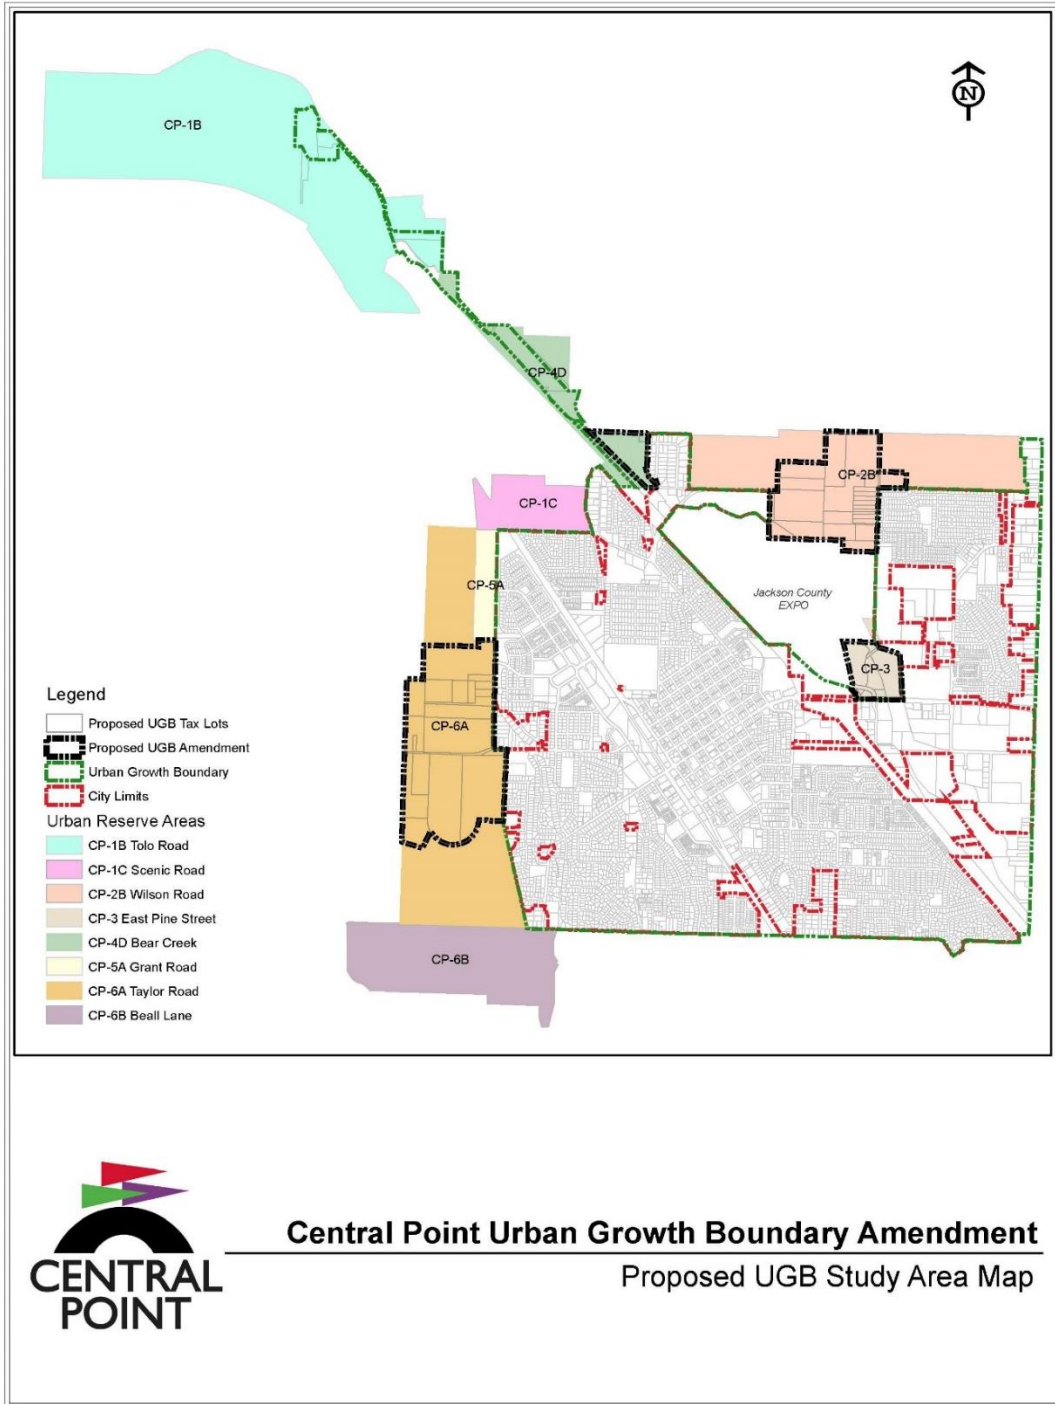 N
CP-1B
CP-4D
CP-2B
CP-1C
CP-5A
Jackson County
EXPO
CP-3
CP-6A
CP-6B
Legend
Proposed UGB Tax Lots
Proposed UGB Amendment
Urban Growth Boundary
City Limits
Urban Reserve Areas
CP-1B Tolo Road
CP-1C Scenic Road
CP-2B Wilson Road
CP-3 East Pine Street
CP-4D Bear Creek
CP-5A Grant Road
CP-6A Taylor Road
CP-6B Beall Lane
CENTRAL
POINT
Central Point Urban Growth Boundary Amendment
Proposed UGB Study Area Map